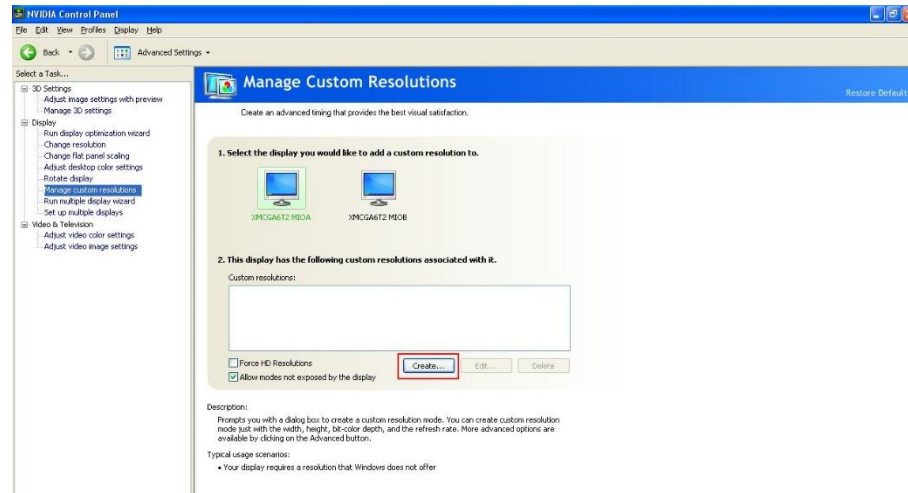 NVIDIA Control Panel
File Edit View Profiles Display Help
Back Advanced Settings
Select a Task...
3D Settings
Adjust image settings with preview
Manage 3D settings
Display
Run display optimization wizard
Change resolution
Change flat panel scaling
Adjust desktop color settings
Rotate display
Manage custom resolutions
Run multiple display wizard
Set up multiple displays
Video & Television
Adjust video color settings
Adjust video image settings
Manage Custom Resolutions
Restore Default
Create an advanced timing that provides the best visual satisfaction.
1. Select the display you would like to add a custom resolution to.
XMCGA6T2 MIOA XMCGA6T2 MIOB
2. This display has the following custom resolutions associated with it.
Custom resolutions:
Force HD Resolutions
Create... Edit... Delete
Allow modes not exposed by the display
Description:
Prompts you with a dialog box to create a custom resolution mode. You can create custom resolution
mode just with the width, height, bit-color depth, and the refresh rate. More advanced options are
available by clicking on the Advanced button.
Typical usage scenarios:
• Your display requires a resolution that Windows does not offer